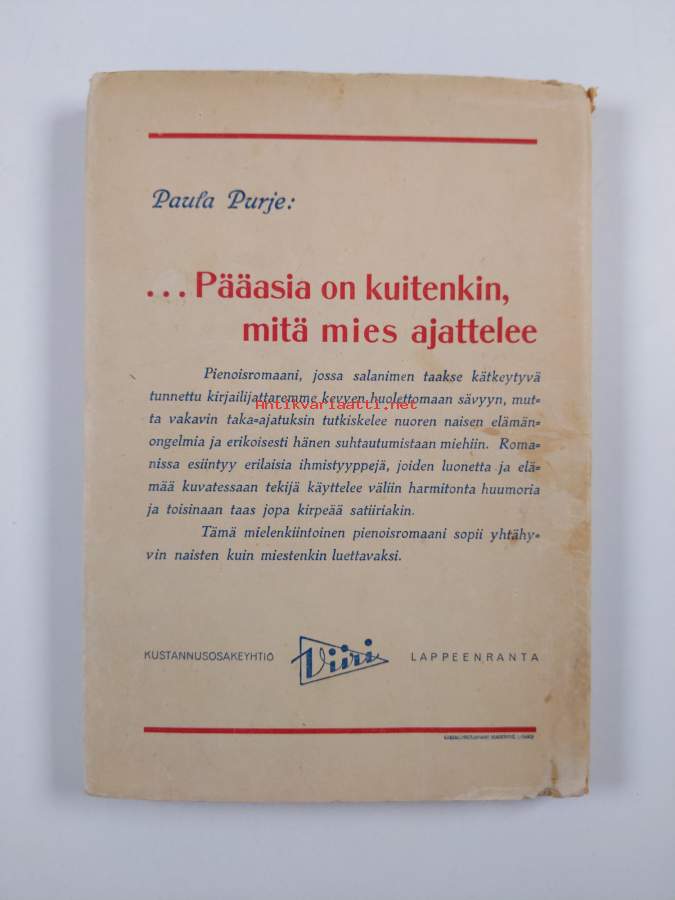 Paula Purje:
... Pääasia on kuitenkin,
mitä mies ajattelee
Pienoisromaani, jossa salanimen taakse kätkeytyvä
tunnettu kirjailijattaremme kevyen huolettomaan sävyyn, mut=
Antikvariaatti.net
ta vakavin taka=ajatuksin tutkiskelee nuoren naisen elämän=
ongelmia ja erikoisesti hänen suhtautumistaan miehiin. Roma=
nissa esiintyy erilaisia ihmistyyppejä, joiden luonetta ja elä=
mää kuvatessaan tekijä käyttelee väliin harmitonta huumoria
ja toisinaan taas jopa kirpeää satiiriakin.
Tämä mielenkiintoinen pienoisromaani sopii yhtähy=
vin naisten kuin miestenkin luettavaksi.
KUSTANNUSOSAKEYHTIÖ Viiri LAPPEENRANTA